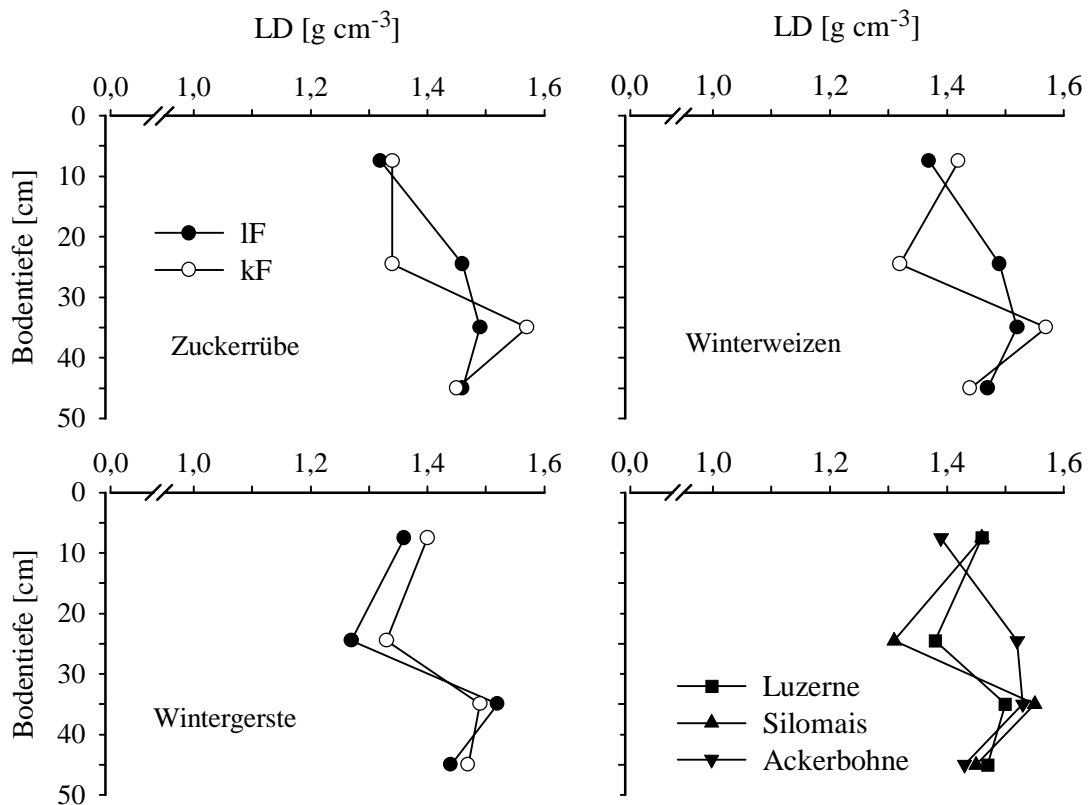 LD [g cm-3]
LD [g cm-3]
0,0 1,0 1,2 1,4 1,6
0,0 1,0 1,2 1,4 1,6
0
10
20
30
40
50
Bodentiefe [cm]
lF
kF
Zuckerrübe
Winterweizen
0,0 1,0 1,2 1,4 1,6
0,0 1,0 1,2 1,4 1,6
0
10
20
30
40
50
Bodentiefe [cm]
Wintergerste
Luzerne
Silomais
Ackerbohne